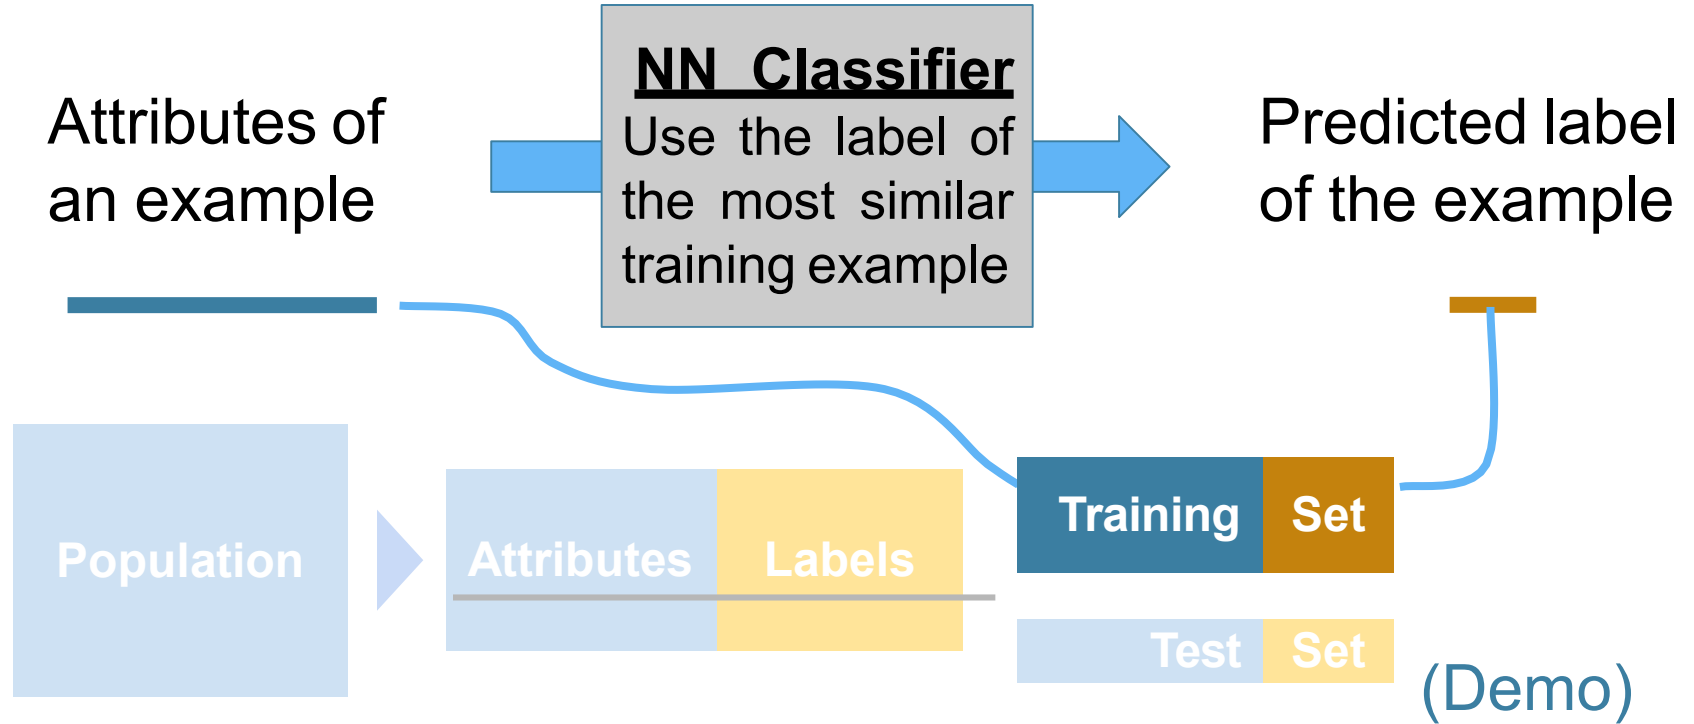 Attributes of
an example
NN Classifier
Use the label of
the most similar
training example
Predicted label
of the example
Population
Attributes
Labels
Training Set
Test Set
(Demo)